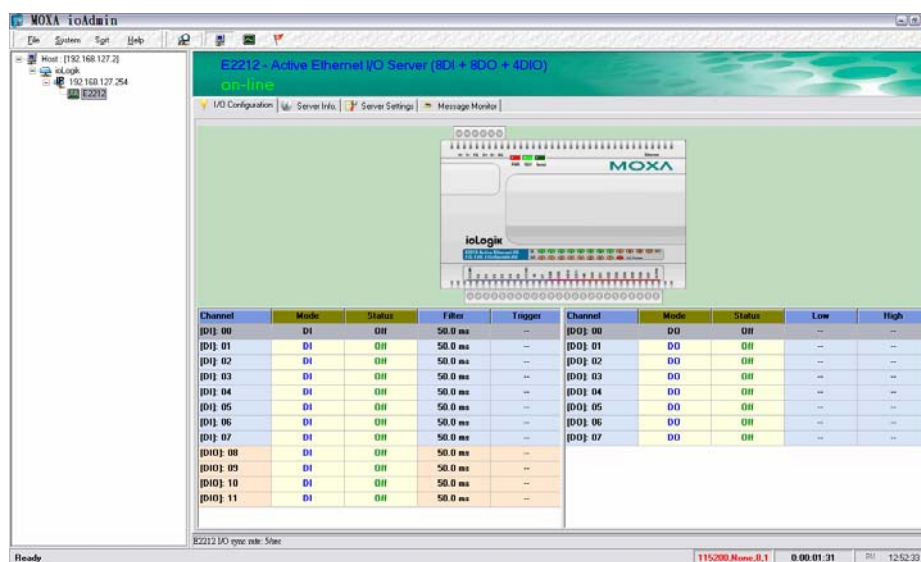 MOXA ioAdmin
File System Sort Help
Host : [192.168.127.2]
ioLogik
192.168.127.254
E2212
E2212 - Active Ethernet I/O Server (8DI + 8DO + 4DIO)
on-line
I/O Configuration Server Info. Server Settings Message Monitor
MOXA
ioLogik
Channel Mode Status Filter Trigger Channel Mode Status Low High
[DI]: 00 DI Off 50.0 ms -- [DO]: 00 DO Off -- --
[DI]: 01 DI Off 50.0 ms -- [DO]: 01 DO Off -- --
[DI]: 02 DI Off 50.0 ms -- [DO]: 02 DO Off -- --
[DI]: 03 DI Off 50.0 ms -- [DO]: 03 DO Off -- --
[DI]: 04 DI Off 50.0 ms -- [DO]: 04 DO Off -- --
[DI]: 05 DI Off 50.0 ms -- [DO]: 05 DO Off -- --
[DI]: 06 DI Off 50.0 ms -- [DO]: 06 DO Off -- --
[DI]: 07 DI Off 50.0 ms -- [DO]: 07 DO Off -- --
[DIO]: 08 DI Off 50.0 ms --
[DIO]: 09 DI Off 50.0 ms --
[DIO]: 10 DI Off 50.0 ms --
[DIO]: 11 DI Off 50.0 ms --
E2212 I/O sync rate: 5/sec
Ready 115200,None,8,1 0:00:01:31 PM 12:52:33